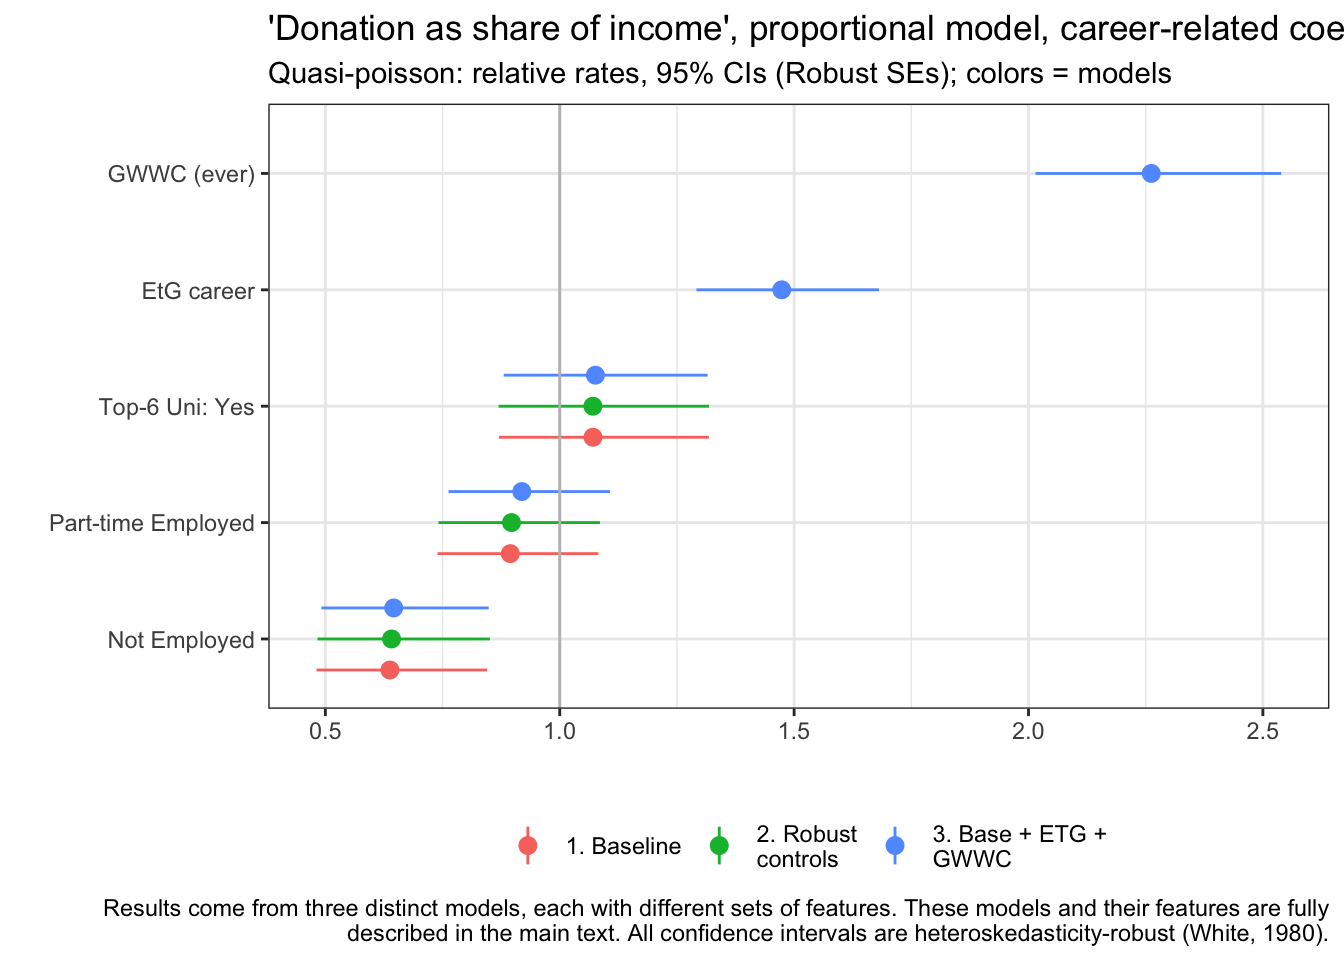 'Donation as share of income', proportional model, career-related coe
Quasi-poisson: relative rates, 95% CIs (Robust SEs); colors = models
GWWC (ever)
EtG career
Top-6 Uni: Yes
Part-time Employed
Not Employed
0.5 1.0 1.5 2.0 2.5
1. Baseline
2. Robust
controls
3. Base + ETG +
GWWC
Results come from three distinct models, each with different sets of features. These models and their features are fully
described in the main text. All confidence intervals are heteroskedasticity-robust (White, 1980).